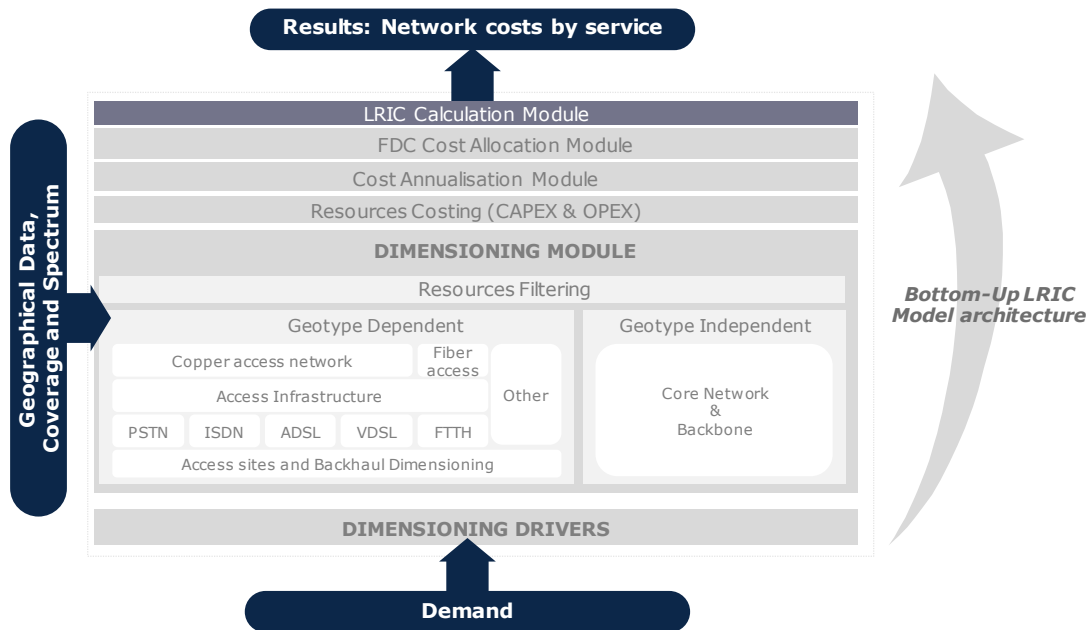 Results: Network costs by service
LRIC Calculation Module
FDC Cost Allocation Module
Cost Annualisation Module
Resources Costing (CAPEX & OPEX)
DIMENSIONING MODULE
Resources Filtering
Geotype Dependent
Copper access network
Fiber
access
Other
Access Infrastructure
PSTN
ISDN
ADSL
VDSL
FTTH
Access sites and Backhaul Dimensioning
Geotype Independent
Core Network
&
Backbone
DIMENSIONING DRIVERS
Demand
Geographical Data,
Coverage and Spectrum
Bottom-Up LRIC
Model architecture